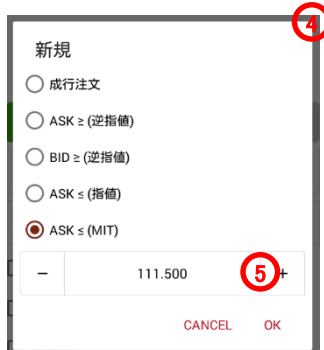 4
新規
成行注文
ASK ≥ (逆指値)
BID ≥ (逆指値)
ASK ≤ (指値)
ASK ≤ (MIT)
− 111.500 5 +
CANCEL OK